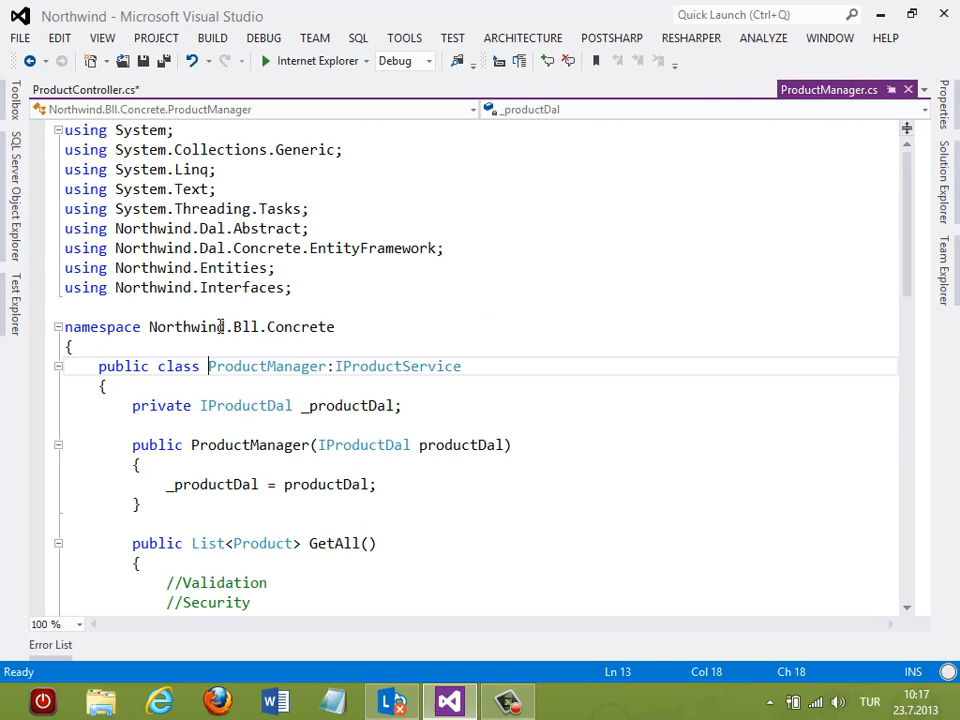 Northwind - Microsoft Visual Studio
Quick Launch (Ctrl+Q)
FILE EDIT VIEW PROJECT BUILD DEBUG TEAM SQL TOOLS TEST ARCHITECTURE POSTSHARP RESHARPER ANALYZE WINDOW HELP
Internet Explorer Debug
ProductController.cs*
ProductManager.cs
Northwind.Bll.Concrete.ProductManager
_productDal
Toolbox
SQL Server Object Explorer
Test Explorer
Properties
Solution Explorer
Team Explorer
using System;
using System.Collections.Generic;
using System.Linq;
using System.Text;
using System.Threading.Tasks;
using Northwind.Dal.Abstract;
using Northwind.Dal.Concrete.EntityFramework;
using Northwind.Entities;
using Northwind.Interfaces;
namespace Northwind.Bll.Concrete
{
public class ProductManager:IProductService
{
private IProductDal _productDal;
public ProductManager(IProductDal productDal)
{
_productDal = productDal;
}
public List<Product> GetAll()
{
//Validation
//Security
100 %
Error List
Ready
Ln 13
Col 18
Ch 18
INS
TUR
10:17
23.7.2013